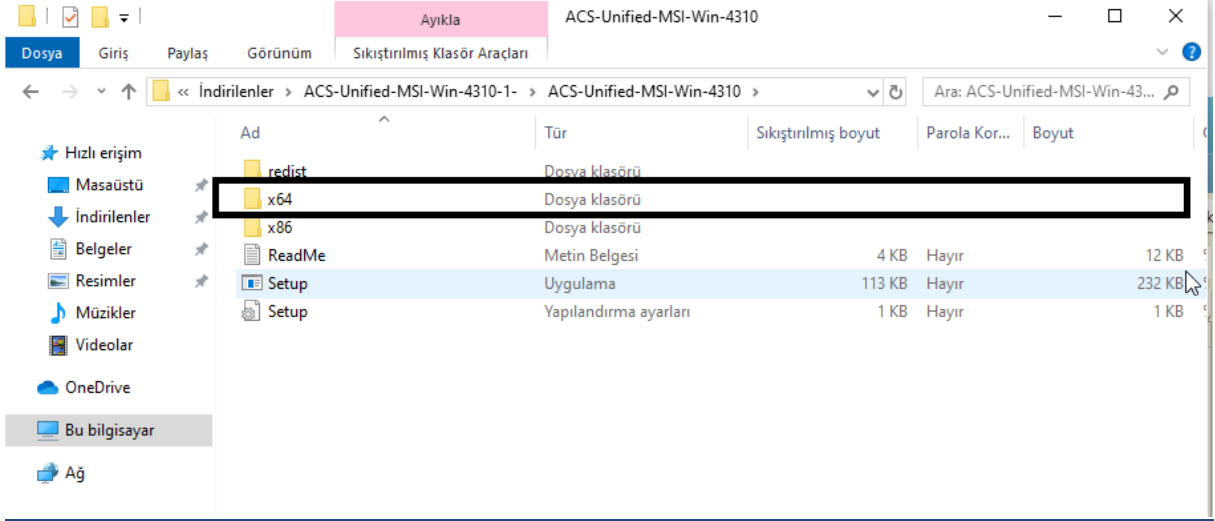 Ayıkla ACS-Unified-MSI-Win-4310
Dosya Giriş Paylaş Görünüm Sıkıştırılmış Klasör Araçları
« İndirilenler › ACS-Unified-MSI-Win-4310-1- › ACS-Unified-MSI-Win-4310 › Ara: ACS-Unified-MSI-Win-43...
Ad Tür Sıkıştırılmış boyut Parola Kor... Boyut
Hızlı erişim
Masaüstü
İndirilenler
Belgeler
Resimler
Müzikler
Videolar
OneDrive
Bu bilgisayar
Ağ
redist Dosya klasörü
x64 Dosya klasörü
x86 Dosya klasörü
ReadMe Metin Belgesi 4 KB Hayır 12 KB
Setup Uygulama 113 KB Hayır 232 KB
Setup Yapılandırma ayarları 1 KB Hayır 1 KB